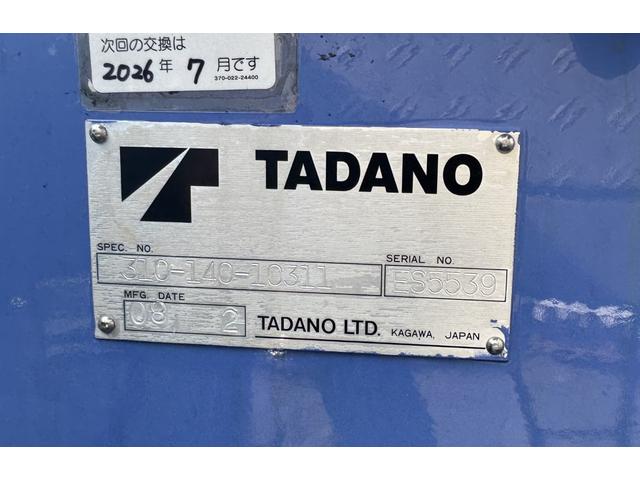 次回の交換は
2026年 7月です
370-022-24400
TADANO
SPEC. NO.
310-140-10311
SERIAL NO.
ES5539
MFG. DATE
08 2
TADANO LTD. KAGAWA, JAPAN